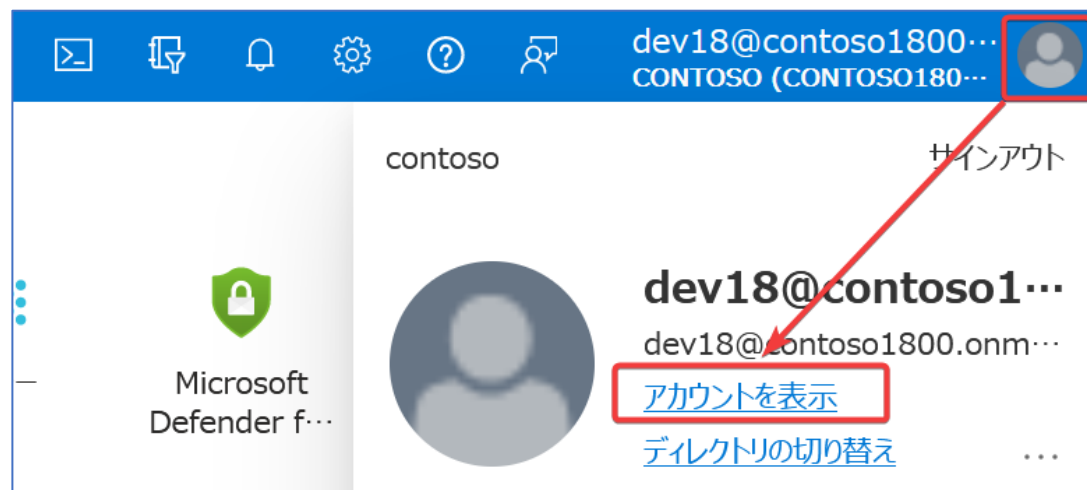 dev18@contoso1800…
CONTOSO (CONTOSO180…
contoso
サインアウト
dev18@contoso1…
dev18@contoso1800.onm…
アカウントを表示
ディレクトリの切り替え
…
Microsoft
Defender f…